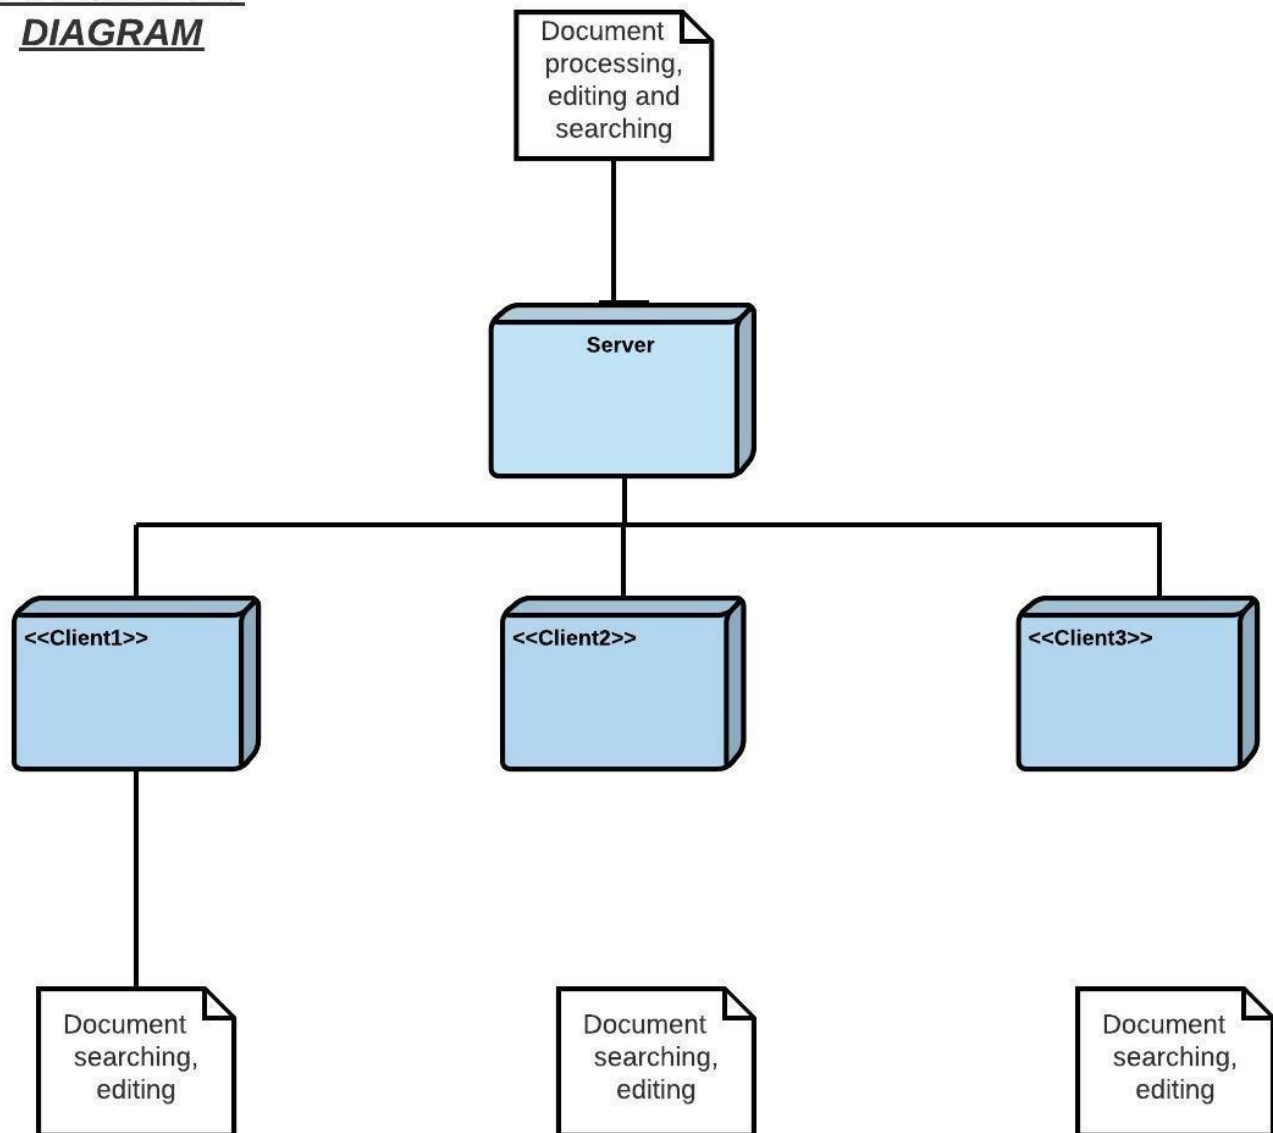 DIAGRAM
Document
processing,
editing and
searching
Server
<<Client1>>
<<Client2>>
<<Client3>>
Document
searching,
editing
Document
searching,
editing
Document
searching,
editing